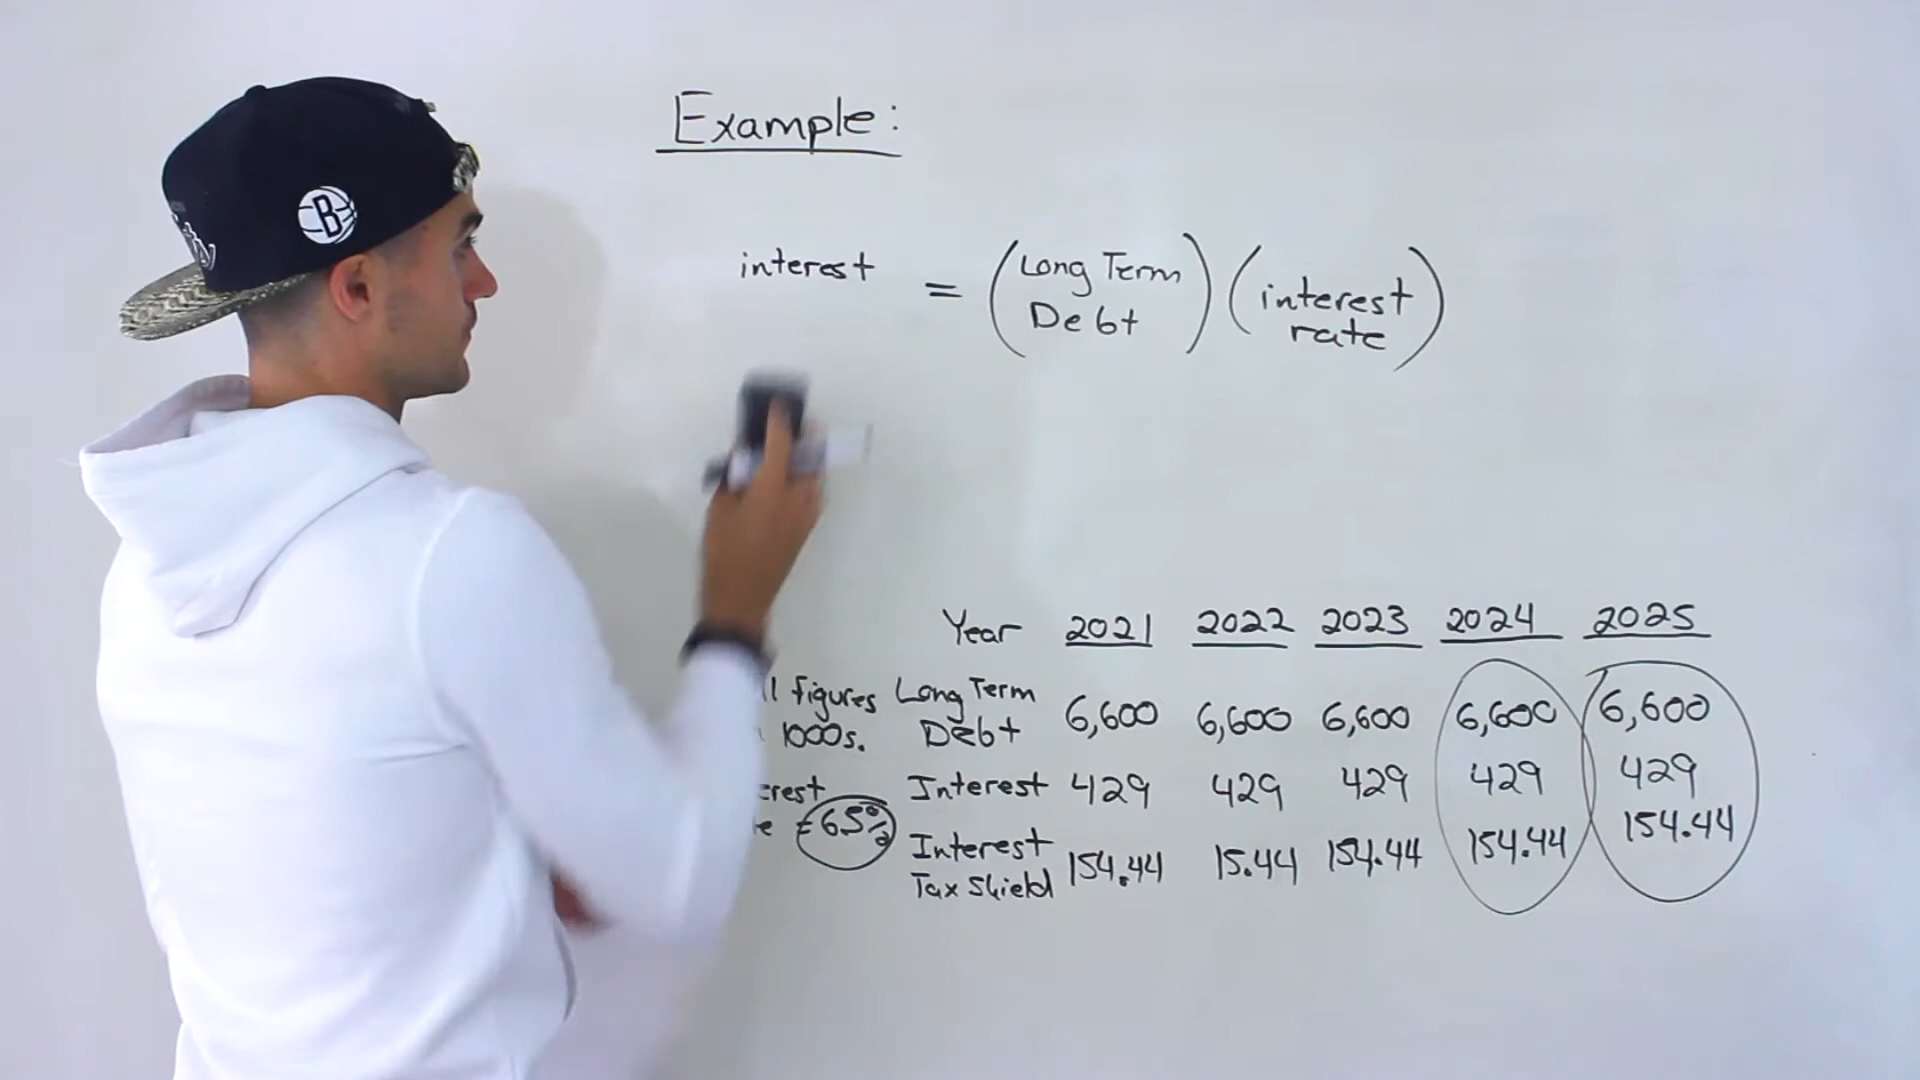 Example:
interest = (Long Term Debt) (interest rate)
Year 2021 2022 2023 2024 2025
figures
1000s.
Long Term Debt 6,600 6,600 6,600 6,600 6,600
6.5%
Interest 429 429 429 429 429
Interest Tax Shield 154.44 15.44 154.44 154.44 154.44
B